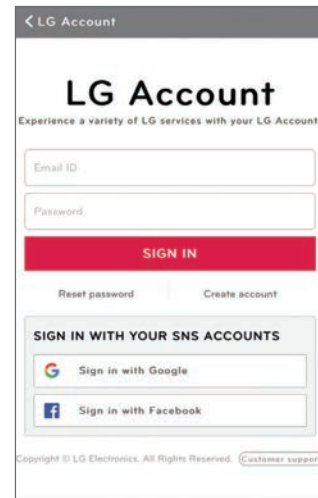 LG Account
LG Account
Experience a variety of LG services with your LG Account
Email ID
Password
SIGN IN
Reset password
Create account
SIGN IN WITH YOUR SNS ACCOUNTS
Sign in with Google
Sign in with Facebook
Copyright © LG Electronics. All Rights Reserved. Customer suppor